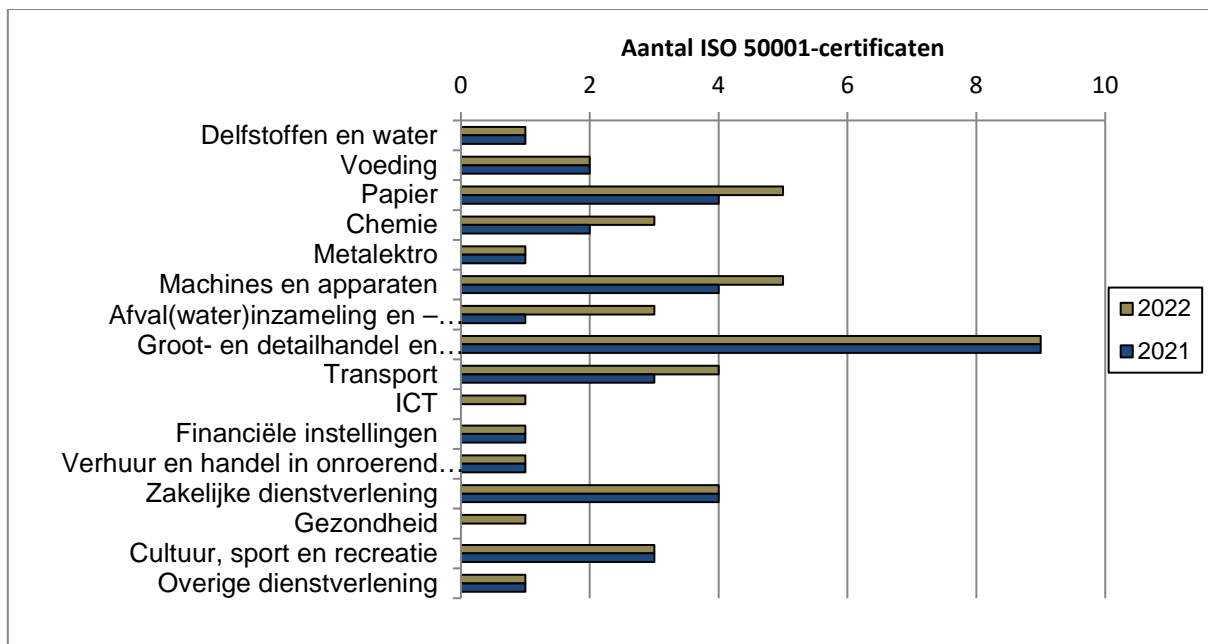 Aantal ISO 50001-certificaten
0 2 4 6 8 10
Delfstoffen en water
Voeding
Papier
Chemie
Metalektro
Machines en apparaten
Afval(water)inzameling en –…
Groot- en detailhandel en…
Transport
ICT
Financiële instellingen
Verhuur en handel in onroerend…
Zakelijke dienstverlening
Gezondheid
Cultuur, sport en recreatie
Overige dienstverlening
2022
2021